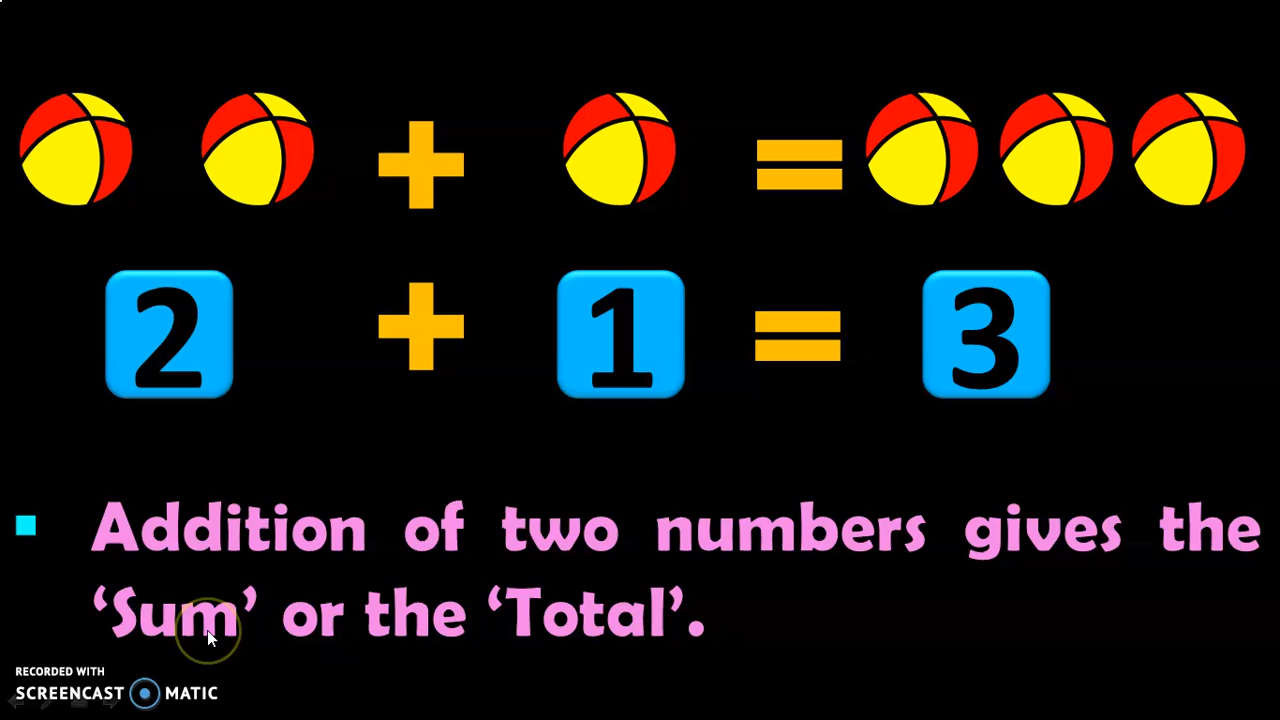 + =
2 + 1 = 3
Addition of two numbers gives the
‘Sum’ or the ‘Total’.
RECORDED WITH
SCREENCAST MATIC